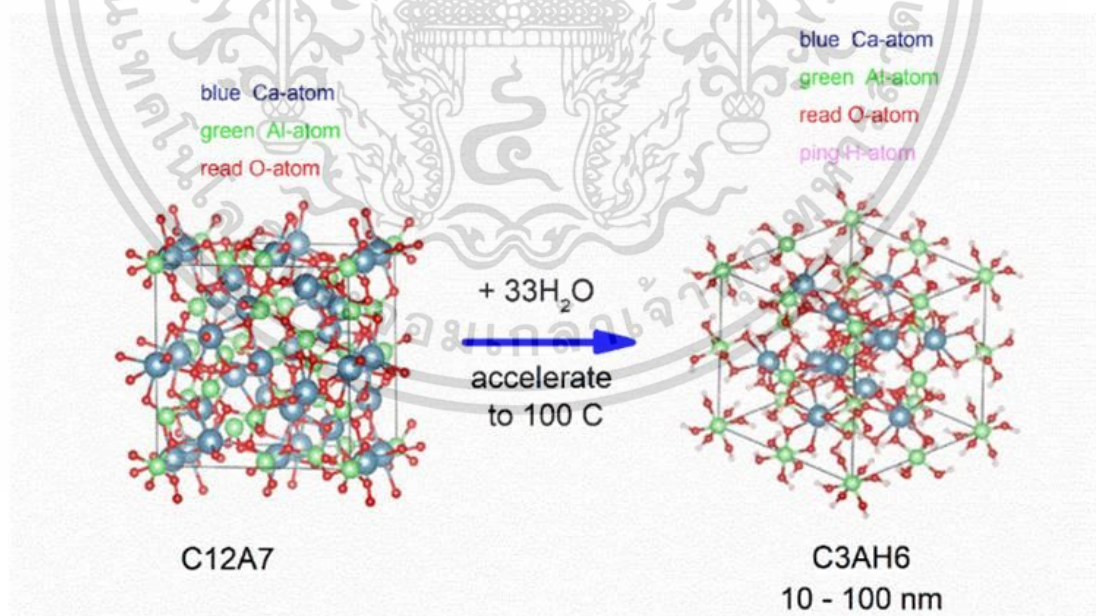 blue Ca-atom
green Al-atom
read O-atom
blue Ca-atom
green Al-atom
read O-atom
ping H-atom
+ 33H₂O
accelerate
to 100 C
C12A7
C3AH6
10 - 100 nm